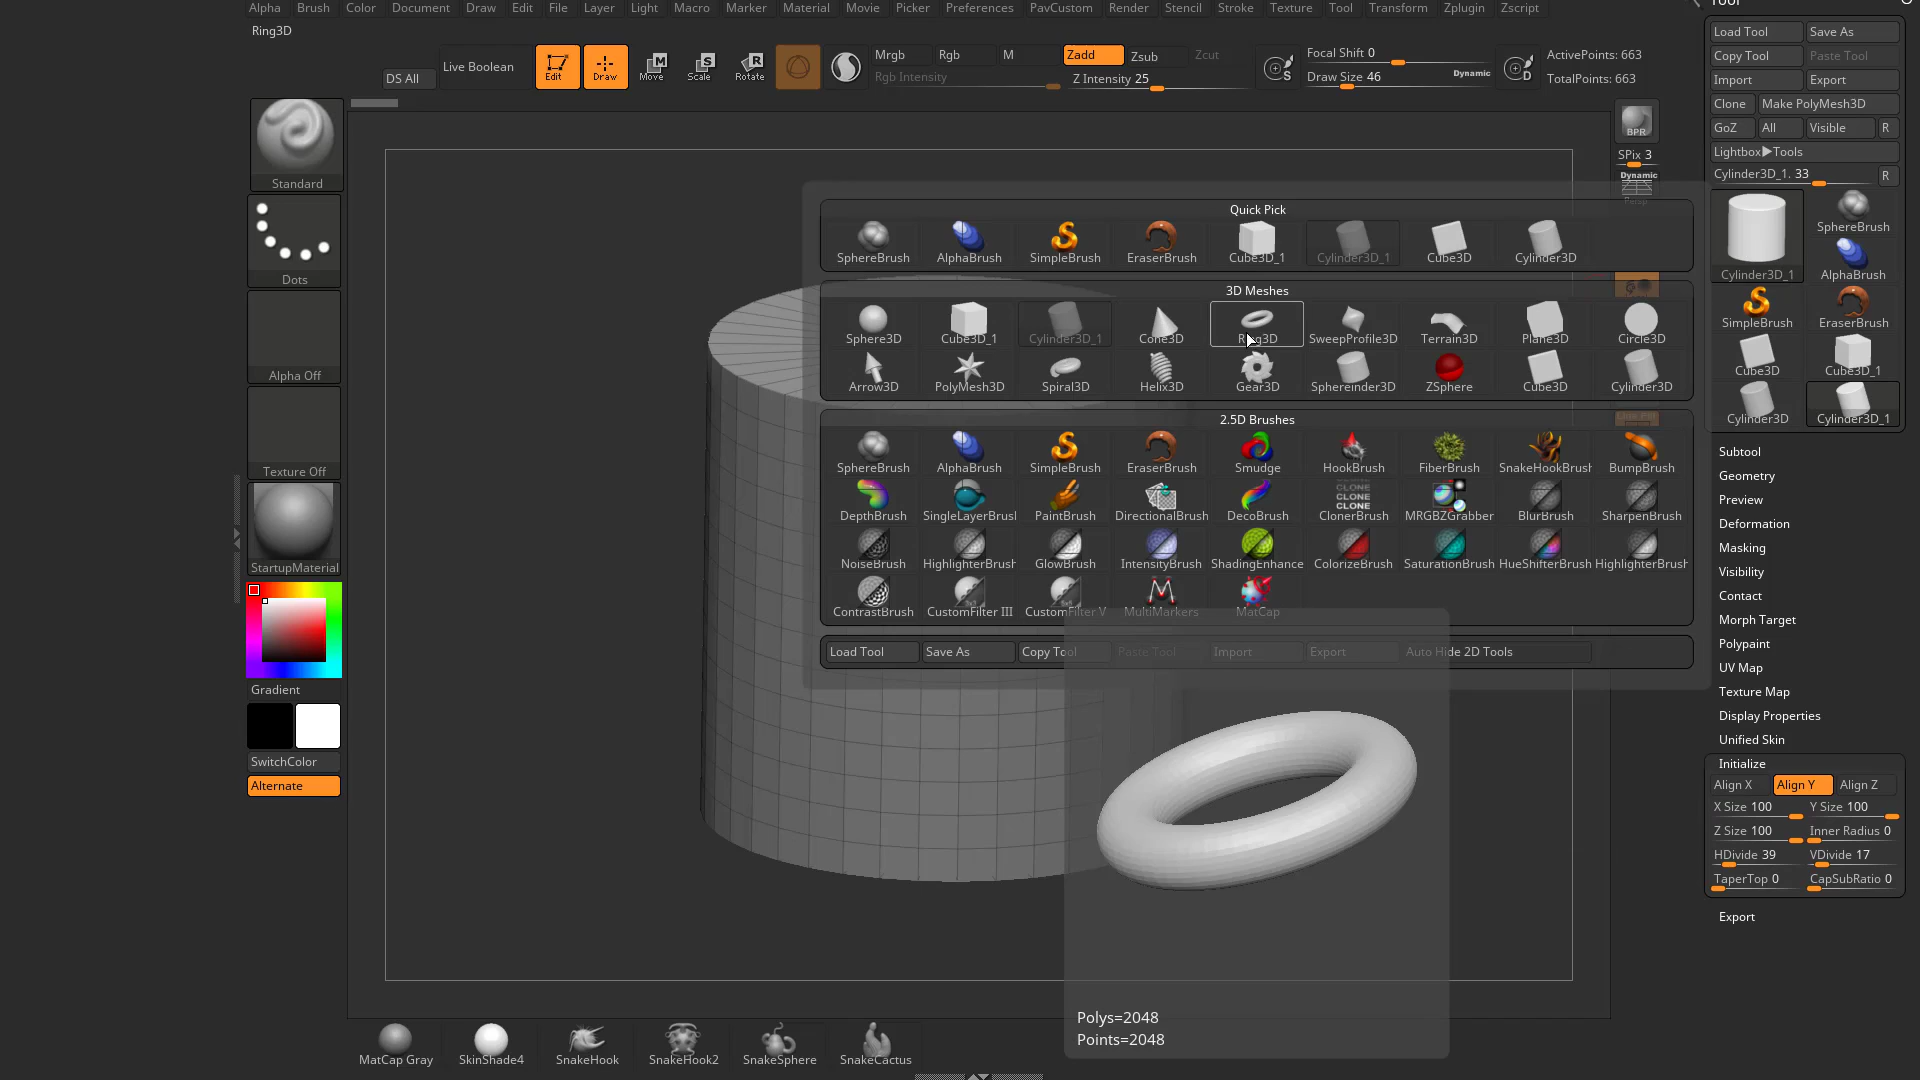 Alpha Brush Color Document Draw Edit File Layer Light Macro Marker Material Movie Picker Preferences PavCustom Render Stencil Stroke Texture Tool Transform Zplugin Zscript
Ring3D
DS All
Live Boolean
Edit
Draw
Move
Scale
Rotate
Mrgb
Rgb
M
Zadd
Zsub
Zcut
Rgb Intensity
Z Intensity 25
Focal Shift 0
Draw Size 46
Dynamic
ActivePoints: 663
TotalPoints: 663
Standard
Dots
Alpha Off
Texture Off
StartupMaterial
Gradient
SwitchColor
Alternate
BPR
SPix 3
Dynamic
Persp
Quick Pick
SphereBrush AlphaBrush SimpleBrush EraserBrush Cube3D_1 Cylinder3D_1 Cube3D Cylinder3D
3D Meshes
Sphere3D Cube3D_1 Cylinder3D_1 Cone3D Ring3D SweepProfile3D Terrain3D Plane3D Circle3D
Arrow3D PolyMesh3D Spiral3D Helix3D Gear3D Sphereinder3D ZSphere Cube3D Cylinder3D
2.5D Brushes
SphereBrush AlphaBrush SimpleBrush EraserBrush Smudge HookBrush FiberBrush SnakeHookBrush BumpBrush
CLONE
CLONE
CLONE
DepthBrush SingleLayerBrus PaintBrush DirectionalBrush DecoBrush ClonerBrush MRGBZGrabber BlurBrush SharpenBrush
NoiseBrush HighlighterBrush GlowBrush IntensityBrush ShadingEnhance ColorizeBrush SaturationBrush HueShifterBrush HighlighterBrush
ContrastBrush CustomFilter III CustomFilter V MultiMarkers MatCap
Load Tool Save As Copy Tool Paste Tool Import Export Auto Hide 2D Tools
Polys=2048
Points=2048
MatCap Gray SkinShade4 SnakeHook SnakeHook2 SnakeSphere SnakeCactus
Tool
Load Tool Save As
Copy Tool Paste Tool
Import Export
Clone Make PolyMesh3D
GoZ All Visible R
Lightbox▶Tools
Cylinder3D_1. 33 R
Cylinder3D_1
SphereBrush
AlphaBrush
SimpleBrush EraserBrush
Cube3D Cube3D_1
Cylinder3D Cylinder3D_1
Subtool
Geometry
Preview
Deformation
Masking
Visibility
Contact
Morph Target
Polypaint
UV Map
Texture Map
Display Properties
Unified Skin
Initialize
Align X Align Y Align Z
X Size 100 Y Size 100
Z Size 100 Inner Radius 0
HDivide 39 VDivide 17
TaperTop 0 CapSubRatio 0
Export